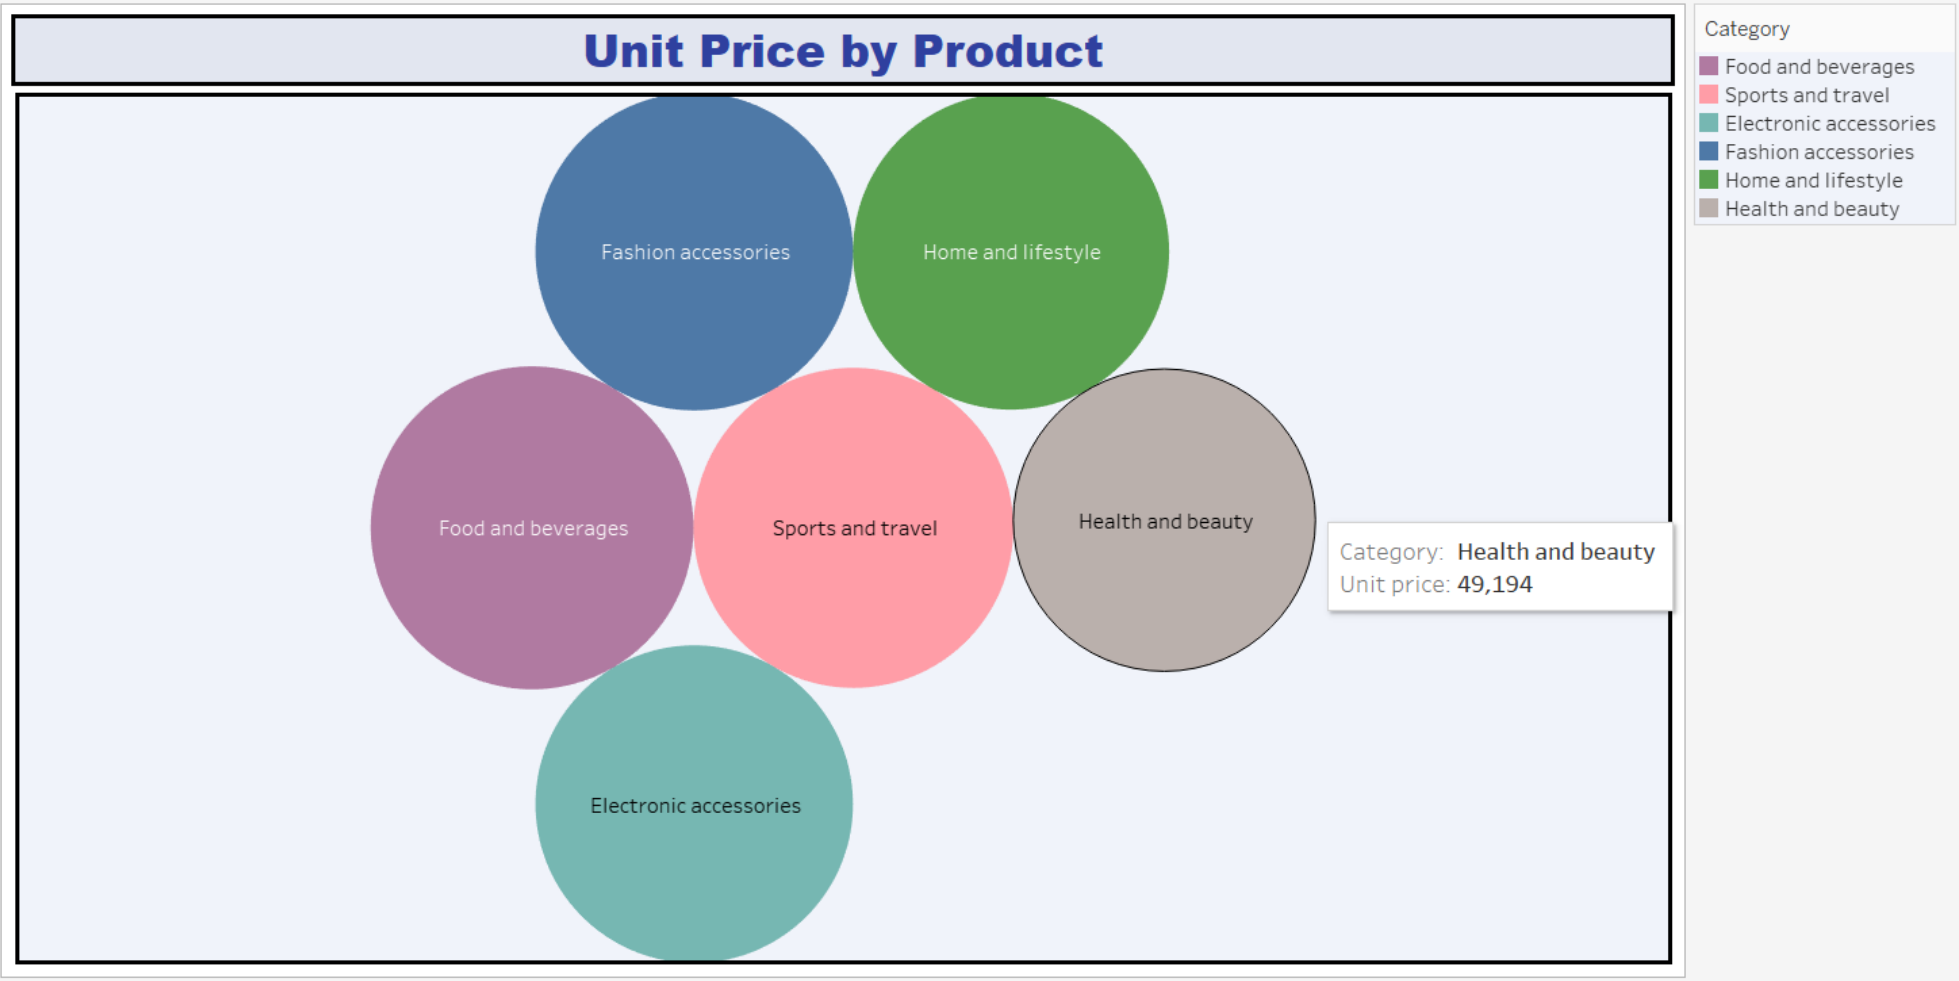 Unit Price by Product
Category
Food and beverages
Sports and travel
Electronic accessories
Fashion accessories
Home and lifestyle
Health and beauty
Fashion accessories
Home and lifestyle
Food and beverages
Sports and travel
Health and beauty
Category: Health and beauty
Unit price: 49,194
Electronic accessories